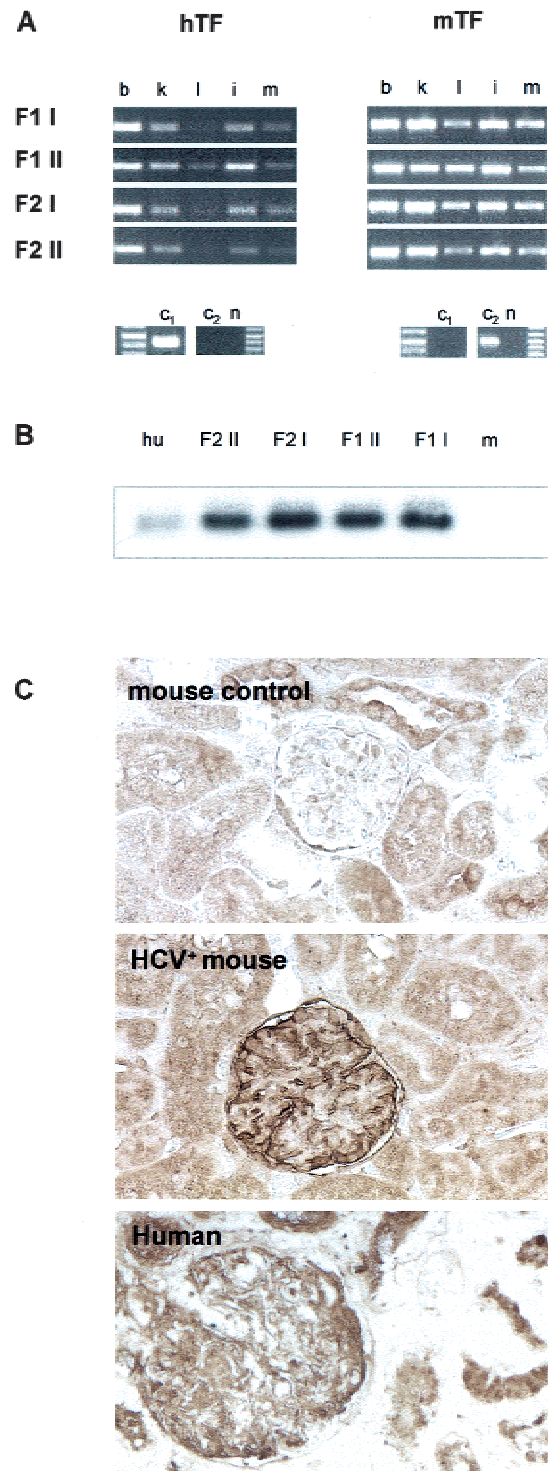 A
hTF
mTF
b k l i m
b k l i m
F1 I
F1 II
F2 I
F2 II
c1 c2 n
c1 c2 n
B
hu F2 II F2 I F1 II F1 I m
C
mouse control
HCV+ mouse
Human